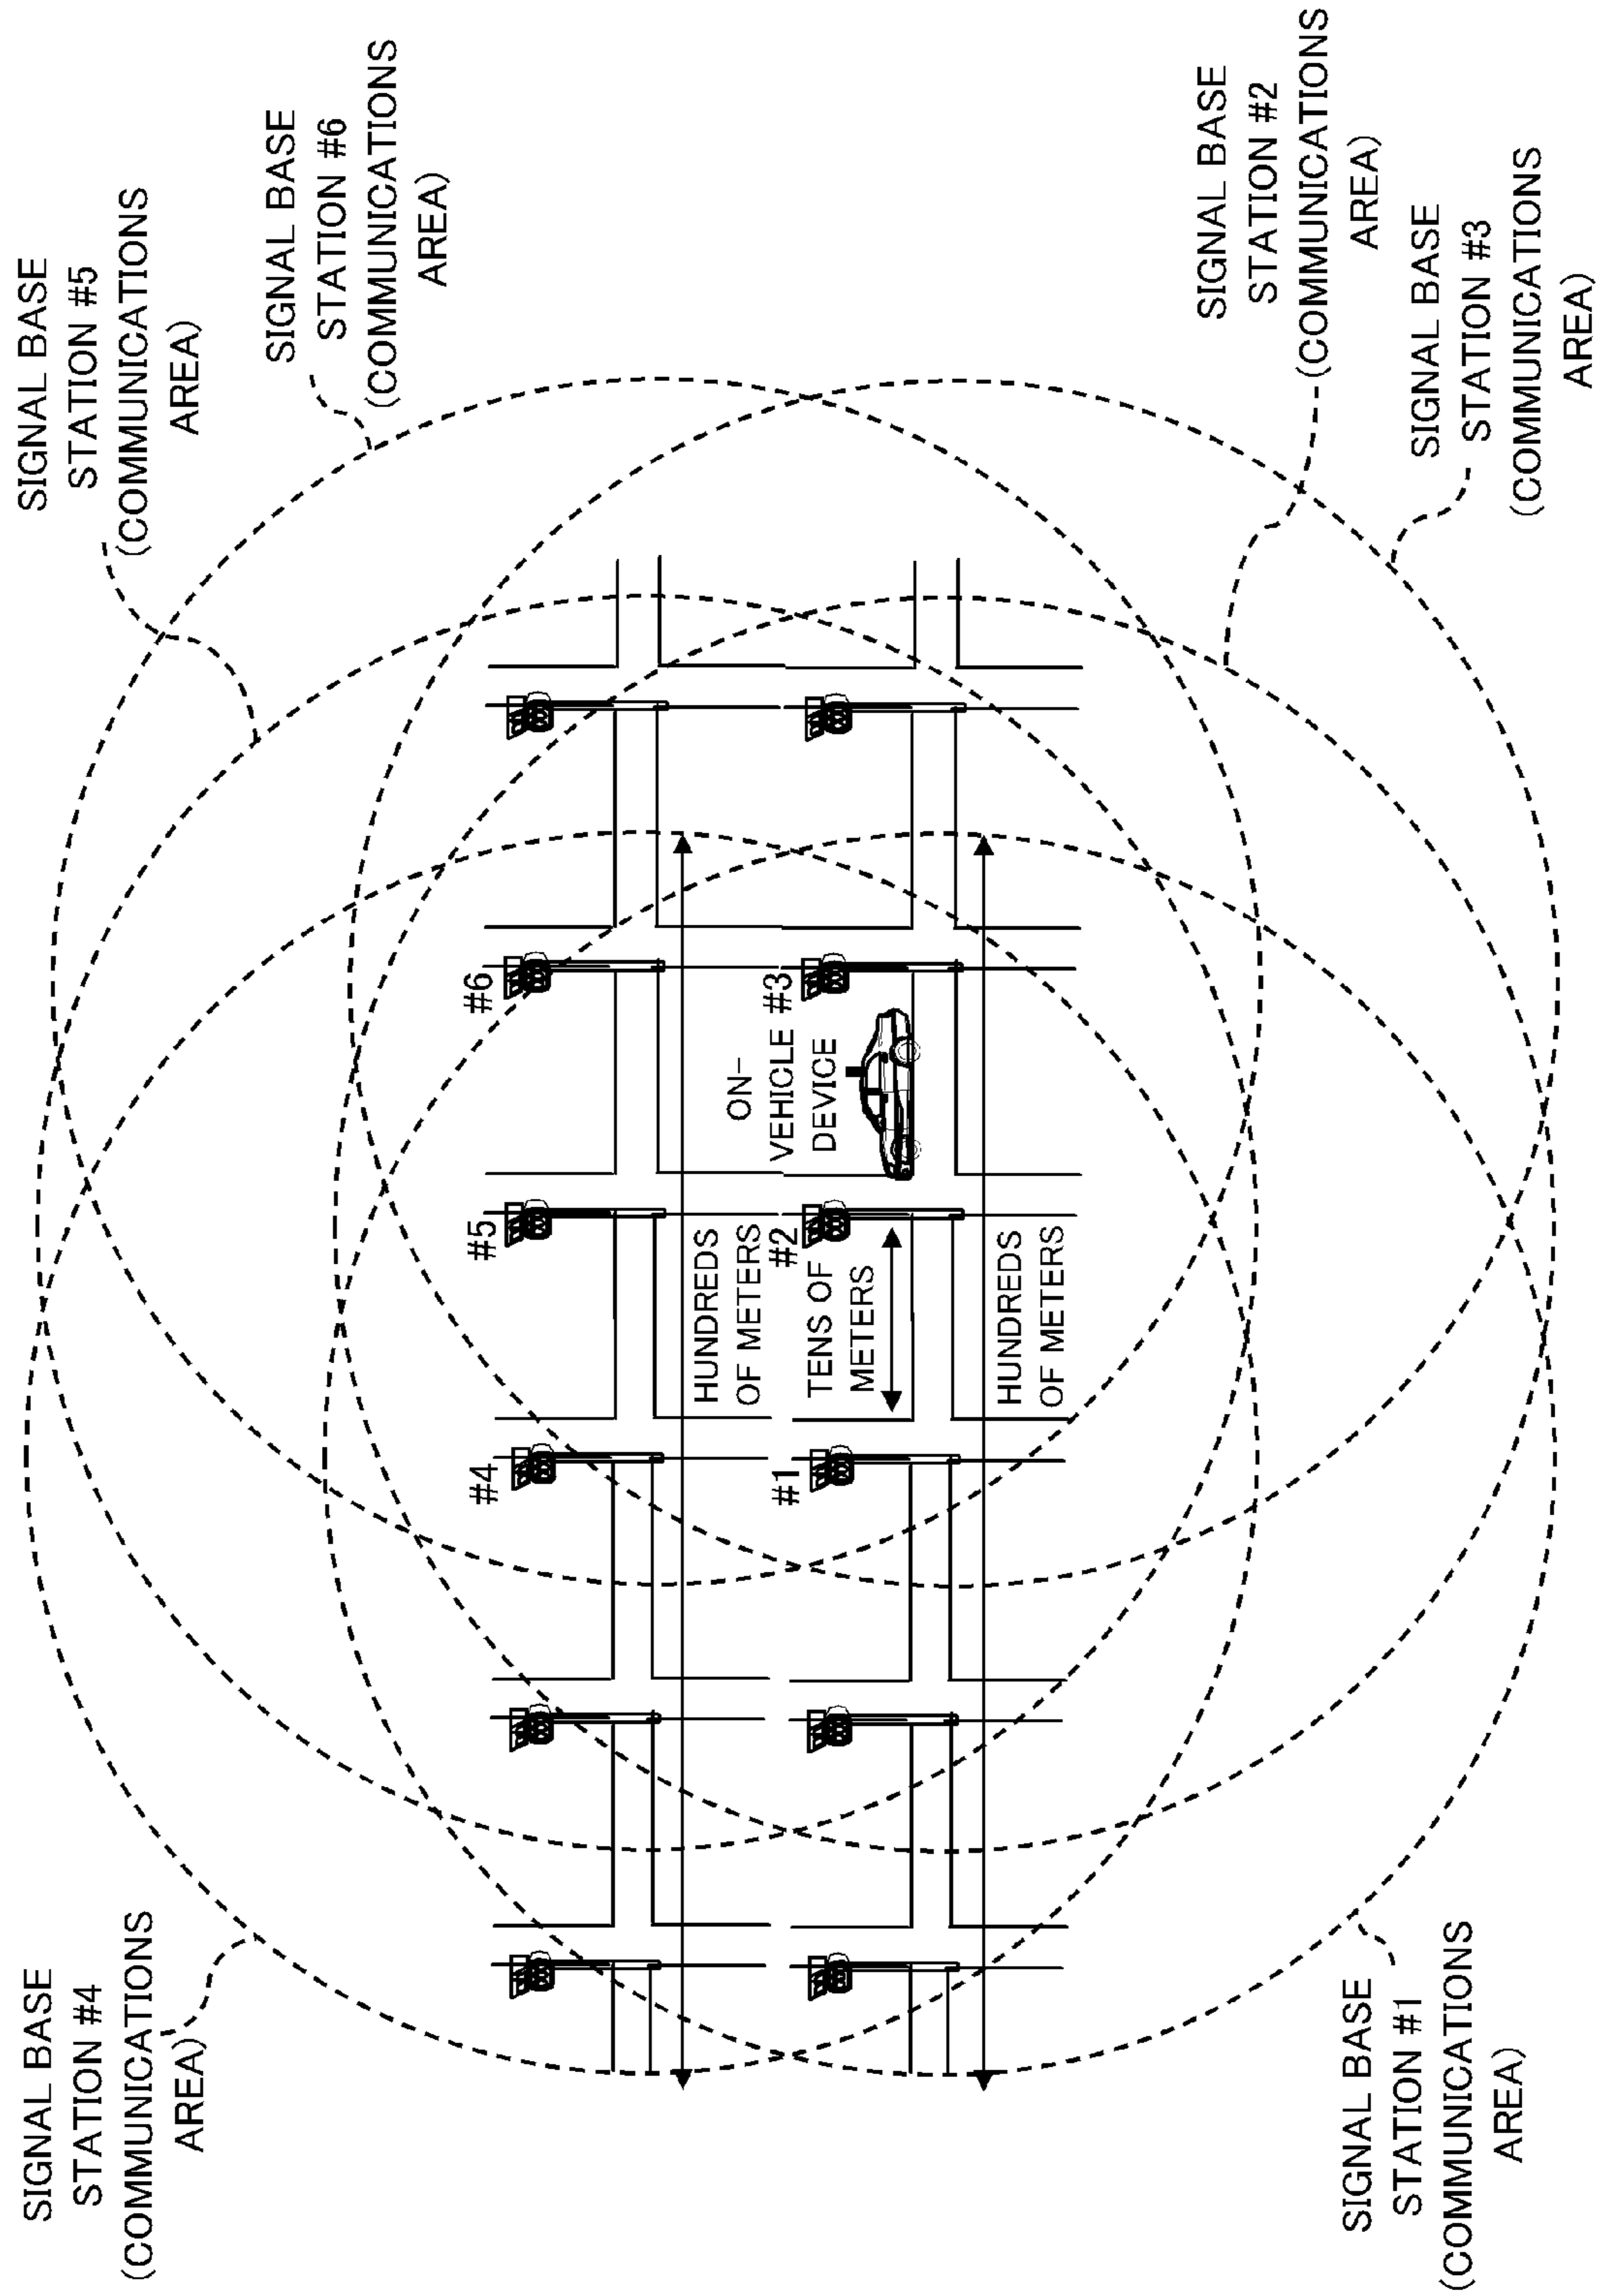 SIGNAL BASE
STATION #4
(COMMUNICATIONS
AREA)
SIGNAL BASE
STATION #5
(COMMUNICATIONS
AREA)
SIGNAL BASE
STATION #6
(COMMUNICATIONS
AREA)
#4
#5
#6
HUNDREDS
OF METERS
ON-
VEHICLE
DEVICE
#1
#2
#3
TENS OF
METERS
HUNDREDS
OF METERS
SIGNAL BASE
STATION #1
(COMMUNICATIONS
AREA)
SIGNAL BASE
STATION #2
(COMMUNICATIONS
AREA)
SIGNAL BASE
STATION #3
(COMMUNICATIONS
AREA)